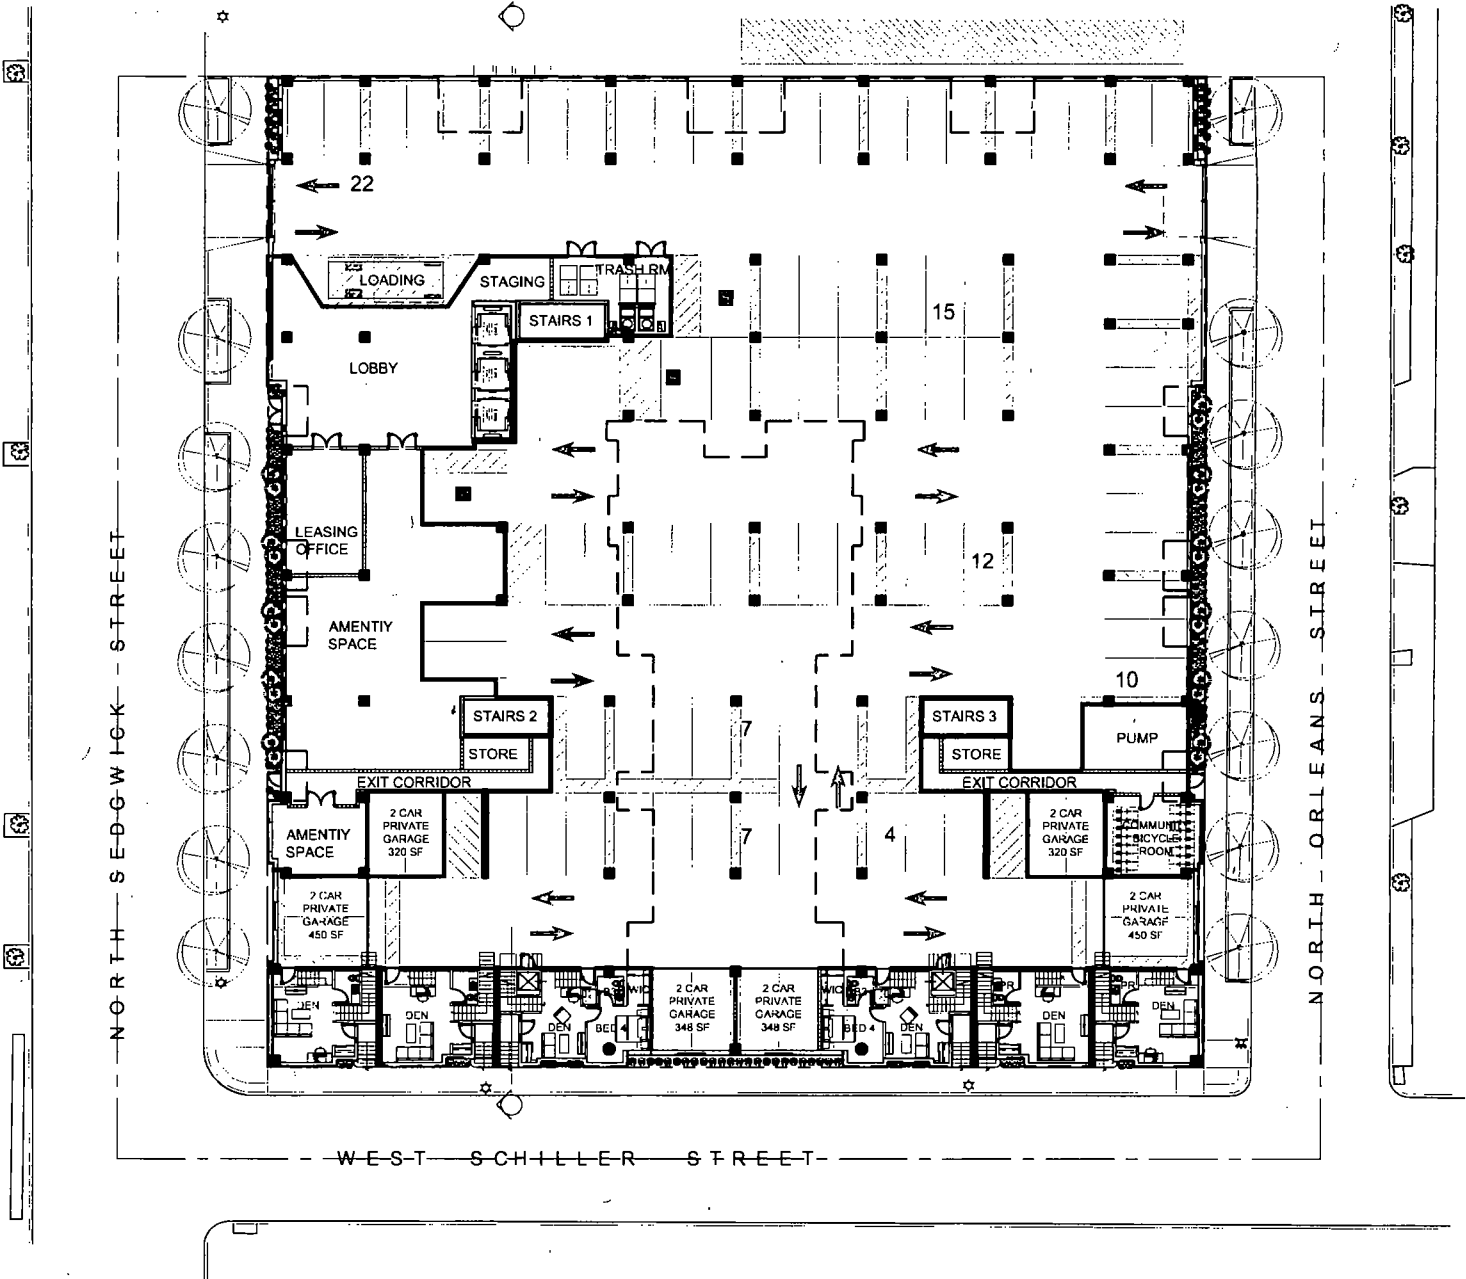 22
LOADING
STAGING
TRASH RM
STAIRS 1
15
LOBBY
LEASING
OFFICE
12
AMENTIY
SPACE
10
STAIRS 2
7
STAIRS 3
PUMP
STORE
STORE
EXIT CORRIDOR
EXIT CORRIDOR
AMENTIY
SPACE
2 CAR
PRIVATE
GARAGE
320 SF
7
4
2 CAR
PRIVATE
GARAGE
320 SF
BICYCLE
ROOM
2 CAR
PRIVATE
GARAGE
450 SF
2 CAR
PRIVATE
GARAGE
450 SF
DEN
DEN
DEN
BED 4
WIC
2 CAR
PRIVATE
GARAGE
348 SF
2 CAR
PRIVATE
GARAGE
348 SF
WIC
BED 4
DEN
PR
DEN
PR
DEN
NORTH SEDGWICK STREET
NORTH ORLEANS STREET
WEST SCHILLER STREET